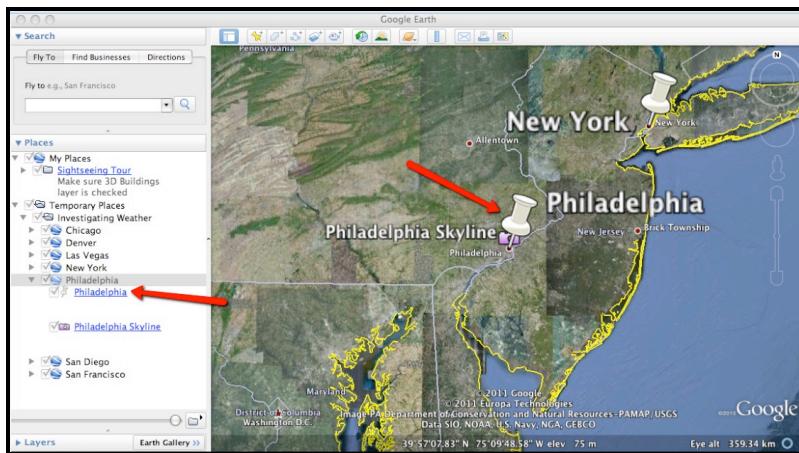 Google Earth
Search
Fly To
Find Businesses
Directions
Fly to e.g., San Francisco
Places
My Places
Sightseeing Tour
Make sure 3D Buildings
layer is checked
Temporary Places
Investigating Weather
Chicago
Denver
Las Vegas
New York
Philadelphia
Philadelphia
Philadelphia Skyline
San Diego
San Francisco
Layers
Earth Gallery >>
Pennsylvania
N
New York
New York
Allentown
Philadelphia
Philadelphia Skyline
Philadelphia
New Jersey
Brick Township
Maryland
District of Columbia
Washington D.C.
© 2011 Google
© 2011 Europa Technologies
Image PA Department of Conservation and Natural Resources-PAMAP/USGS
Data SIO, NOAA, U.S. Navy, NGA, GEBCO
©2010 Google
39°57'07.83" N 75°09'48.58" W elev 75 m
Eye alt 359.34 km